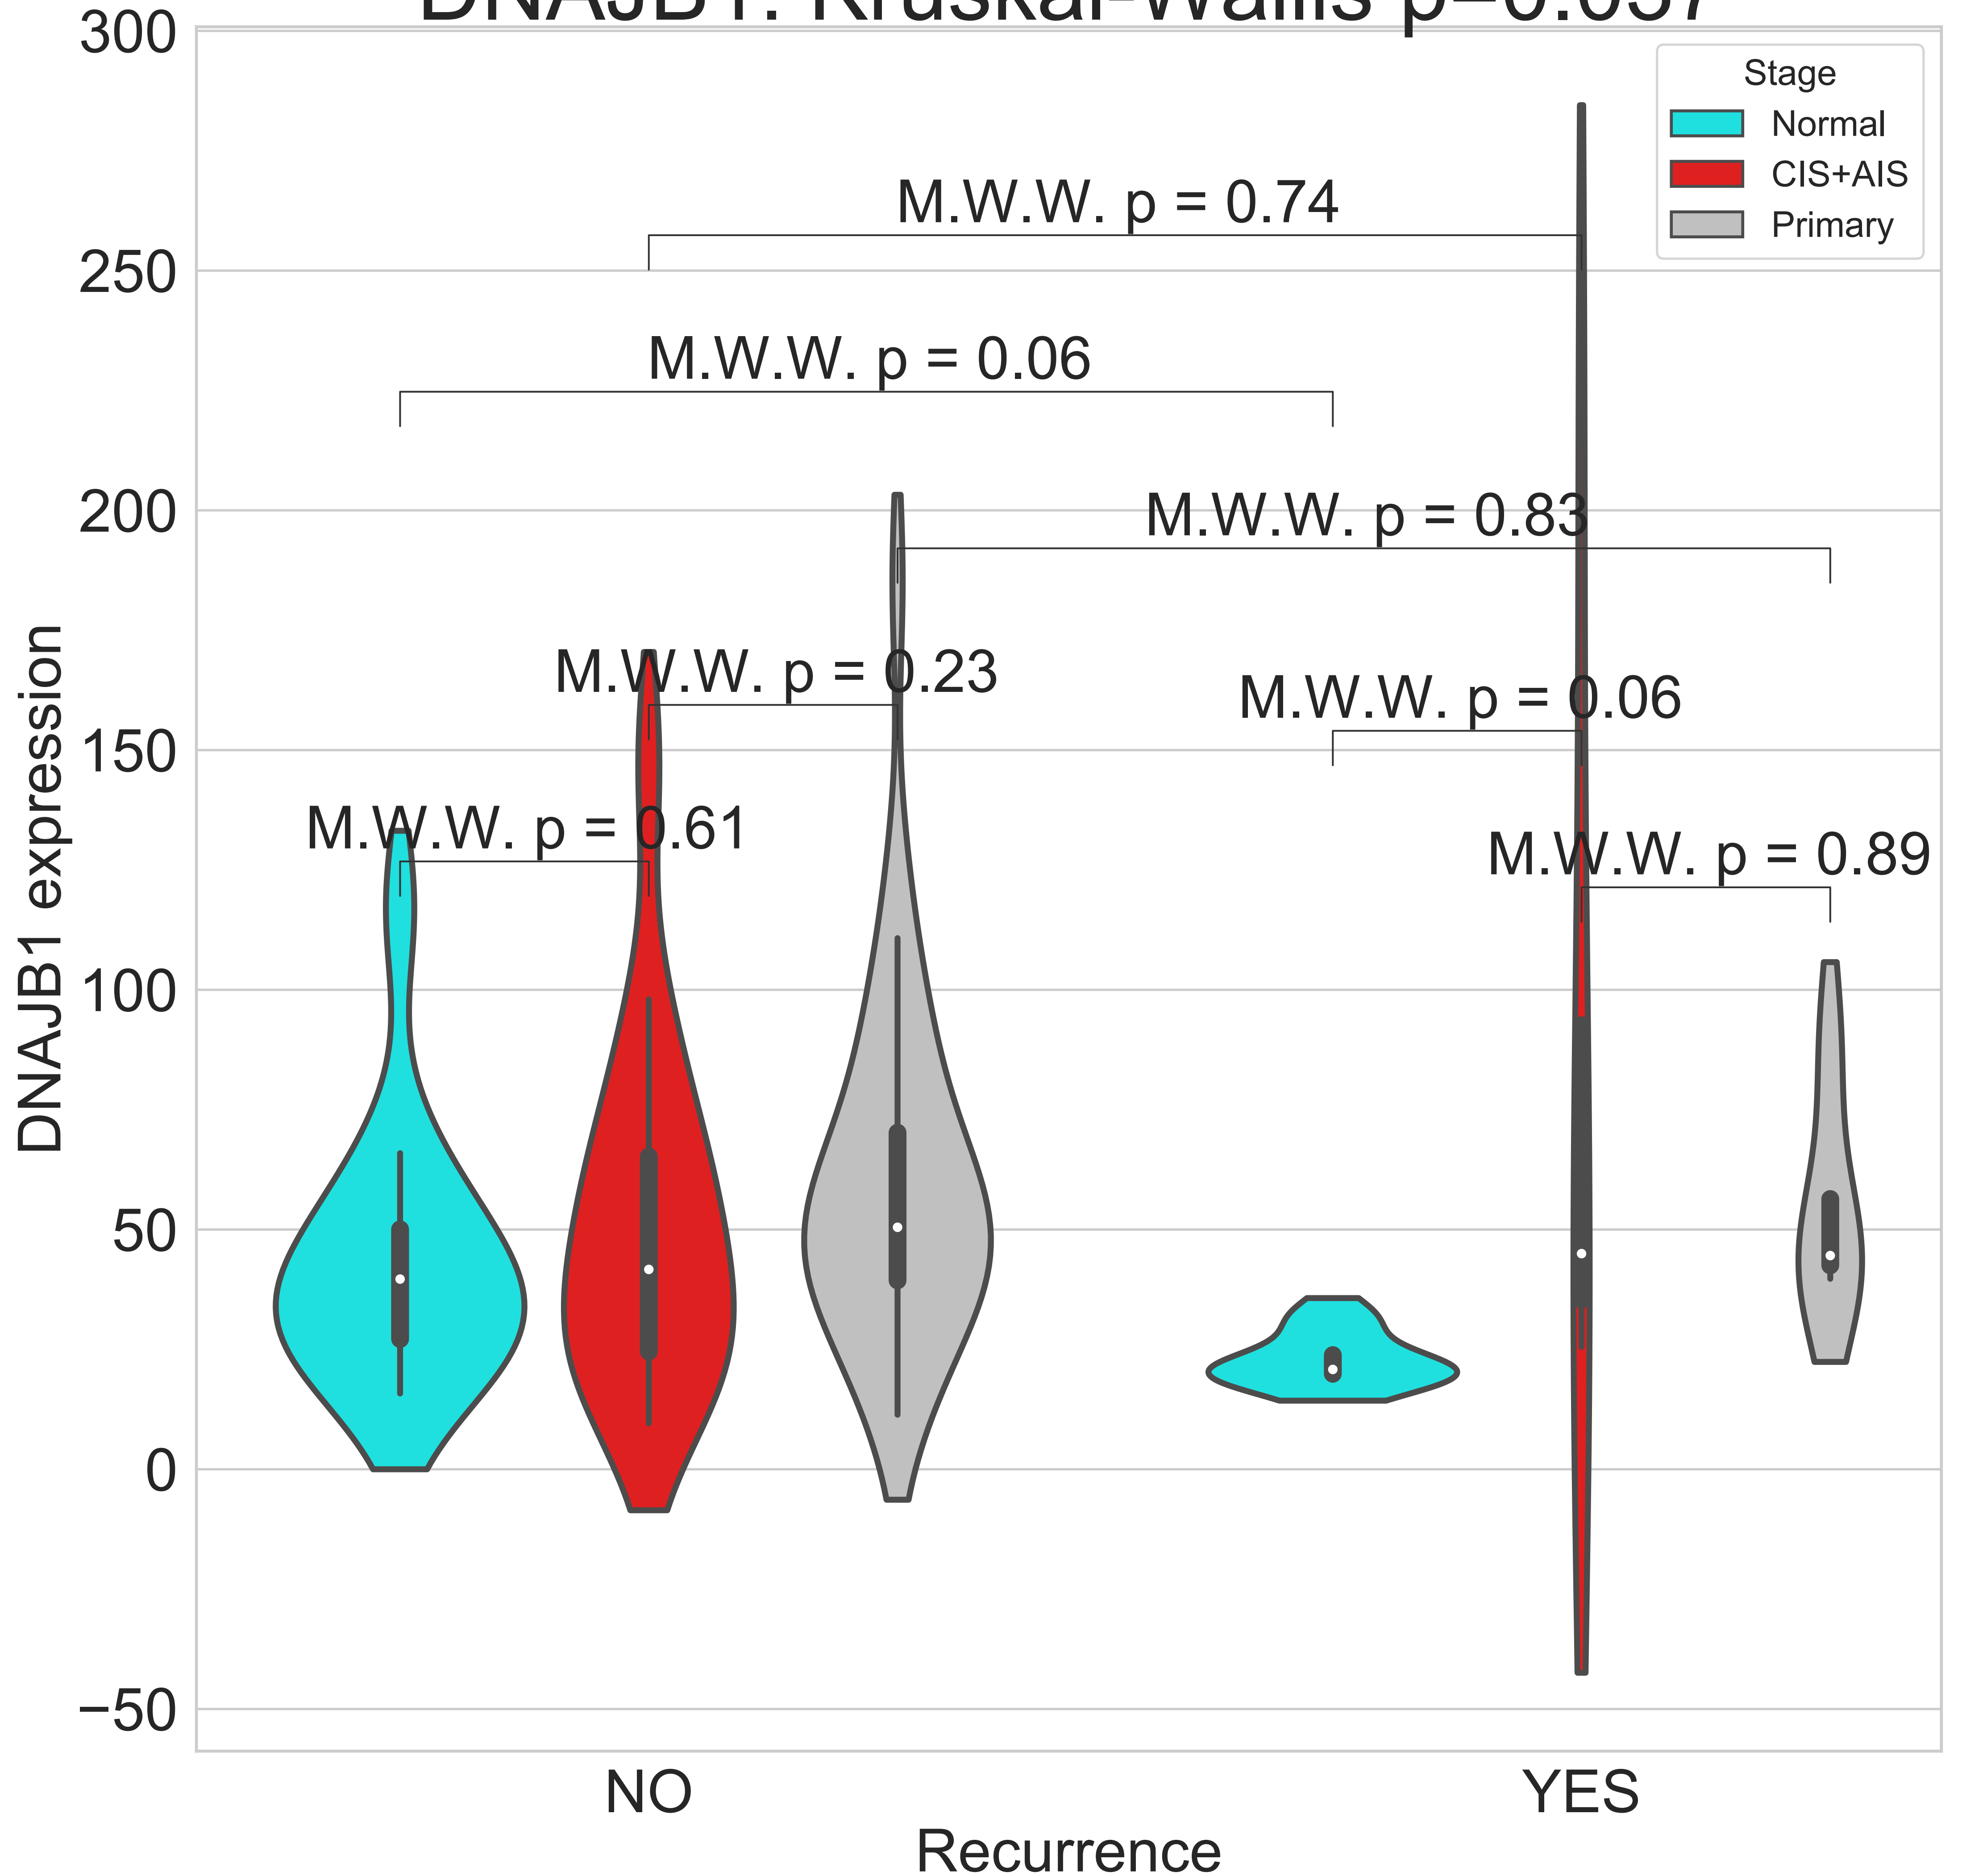 DNAJB1: Kruskal-Wallis p=0.037
Stage
Normal
CIS+AIS
Primary
M.W.W. p = 0.74
M.W.W. p = 0.06
M.W.W. p = 0.83
M.W.W. p = 0.23
M.W.W. p = 0.06
M.W.W. p = 0.61
M.W.W. p = 0.89
300
250
200
150
100
50
0
−50
DNAJB1 expression
NO
YES
Recurrence